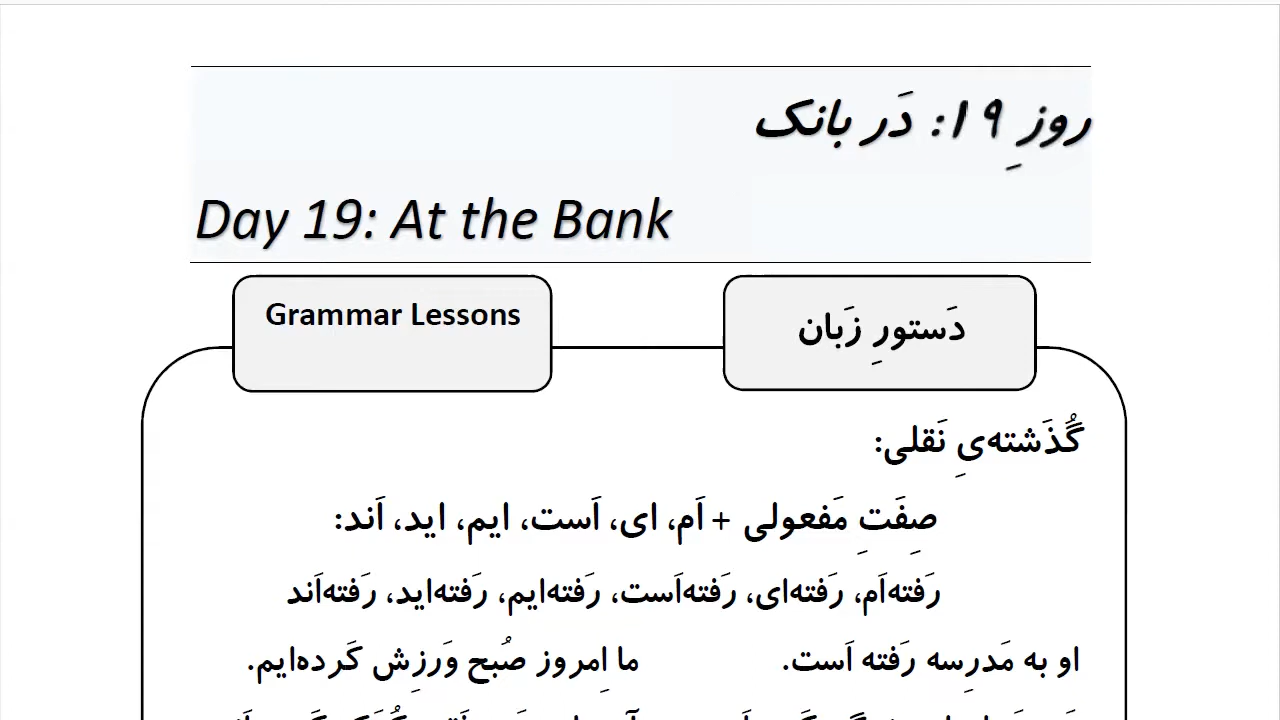 روزِ ۱۹: دَر بانک
Day 19: At the Bank
Grammar Lessons
دَستورِ زَبان
گُذَشته‌یِ نَقلی:
صِفَتِ مَفعولی + اَم، ای، اَست، ایم، اید، اَند:
رَفته‌اَم، رَفته‌ای، رَفته‌اَست، رَفته‌ایم، رَفته‌اید، رَفته‌اَند
او به مَدرِسه رَفته اَست.
ما اِمروز صُبح وَرزِش کَرده‌ایم.